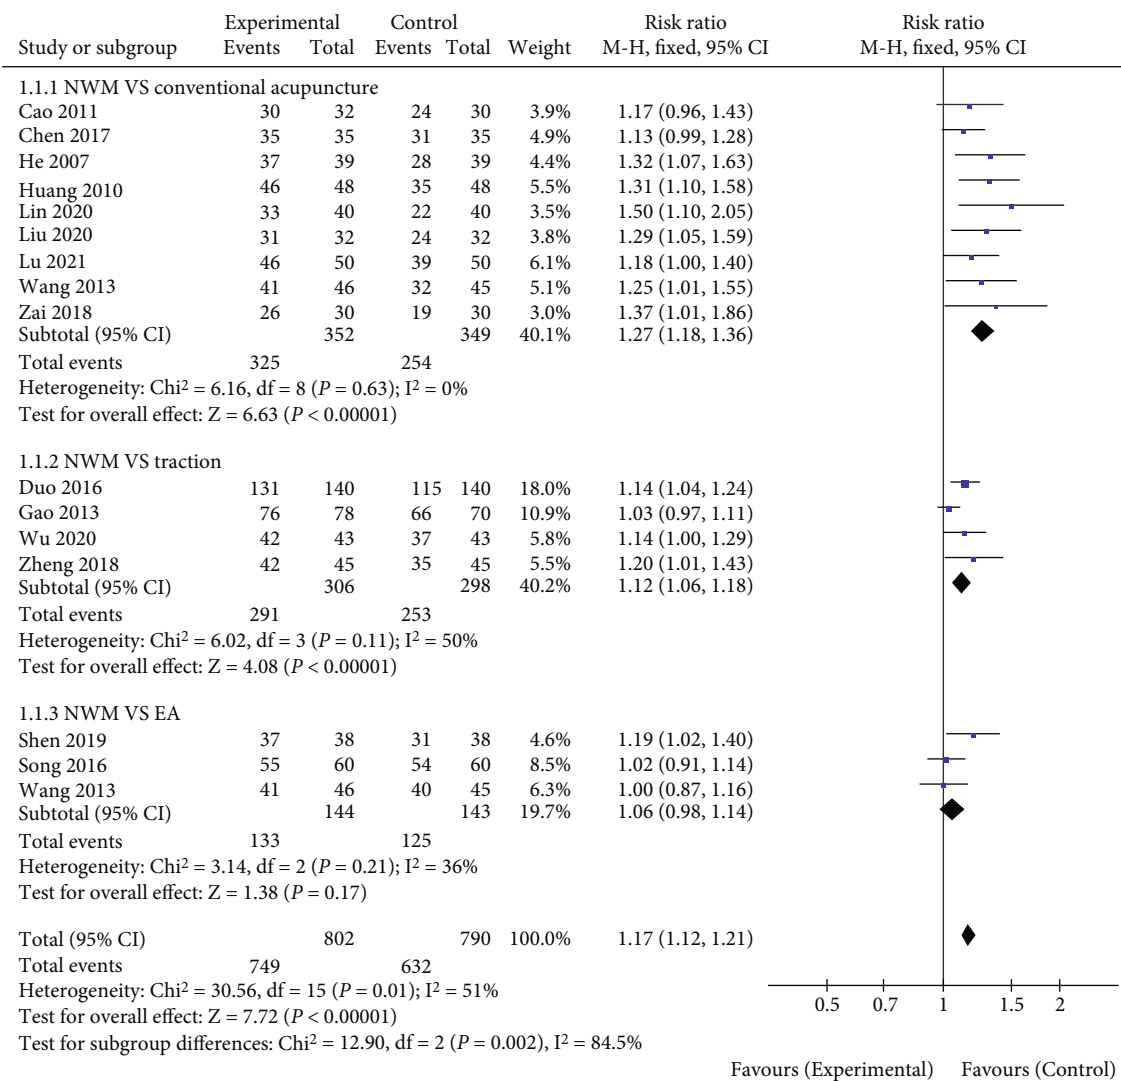 Experimental Control Risk ratio Risk ratio
Study or subgroup Events Total Events Total Weight M-H, fixed, 95% CI M-H, fixed, 95% CI
1.1.1 NWM VS conventional acupuncture
Cao 2011 30 32 24 30 3.9% 1.17 (0.96, 1.43)
Chen 2017 35 35 31 35 4.9% 1.13 (0.99, 1.28)
He 2007 37 39 28 39 4.4% 1.32 (1.07, 1.63)
Huang 2010 46 48 35 48 5.5% 1.31 (1.10, 1.58)
Lin 2020 33 40 22 40 3.5% 1.50 (1.10, 2.05)
Liu 2020 31 32 24 32 3.8% 1.29 (1.05, 1.59)
Lu 2021 46 50 39 50 6.1% 1.18 (1.00, 1.40)
Wang 2013 41 46 32 45 5.1% 1.25 (1.01, 1.55)
Zai 2018 26 30 19 30 3.0% 1.37 (1.01, 1.86)
Subtotal (95% CI) 352 349 40.1% 1.27 (1.18, 1.36)
Total events 325 254
Heterogeneity: Chi² = 6.16, df = 8 (P = 0.63); I² = 0%
Test for overall effect: Z = 6.63 (P < 0.00001)
1.1.2 NWM VS traction
Duo 2016 131 140 115 140 18.0% 1.14 (1.04, 1.24)
Gao 2013 76 78 66 70 10.9% 1.03 (0.97, 1.11)
Wu 2020 42 43 37 43 5.8% 1.14 (1.00, 1.29)
Zheng 2018 42 45 35 45 5.5% 1.20 (1.01, 1.43)
Subtotal (95% CI) 306 298 40.2% 1.12 (1.06, 1.18)
Total events 291 253
Heterogeneity: Chi² = 6.02, df = 3 (P = 0.11); I² = 50%
Test for overall effect: Z = 4.08 (P < 0.00001)
1.1.3 NWM VS EA
Shen 2019 37 38 31 38 4.6% 1.19 (1.02, 1.40)
Song 2016 55 60 54 60 8.5% 1.02 (0.91, 1.14)
Wang 2013 41 46 40 45 6.3% 1.00 (0.87, 1.16)
Subtotal (95% CI) 144 143 19.7% 1.06 (0.98, 1.14)
Total events 133 125
Heterogeneity: Chi² = 3.14, df = 2 (P = 0.21); I² = 36%
Test for overall effect: Z = 1.38 (P = 0.17)
Total (95% CI) 802 790 100.0% 1.17 (1.12, 1.21)
Total events 749 632
Heterogeneity: Chi² = 30.56, df = 15 (P = 0.01); I² = 51%
0.5 0.7 1 1.5 2
Test for overall effect: Z = 7.72 (P < 0.00001)
Test for subgroup differences: Chi² = 12.90, df = 2 (P = 0.002), I² = 84.5%
Favours (Experimental) Favours (Control)